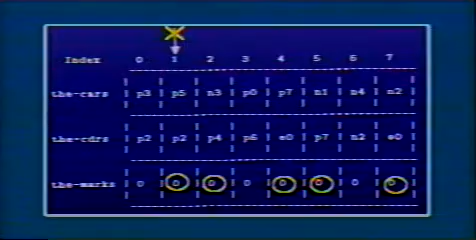 Index 0 1 2 3 4 5 6 7
the-cars p3 p5 n3 p0 p7 n1 n4 n2
the-cdrs p2 p2 p4 p6 e0 p7 n2 e0
the-marks 0 0 0 0 0 0 0 0